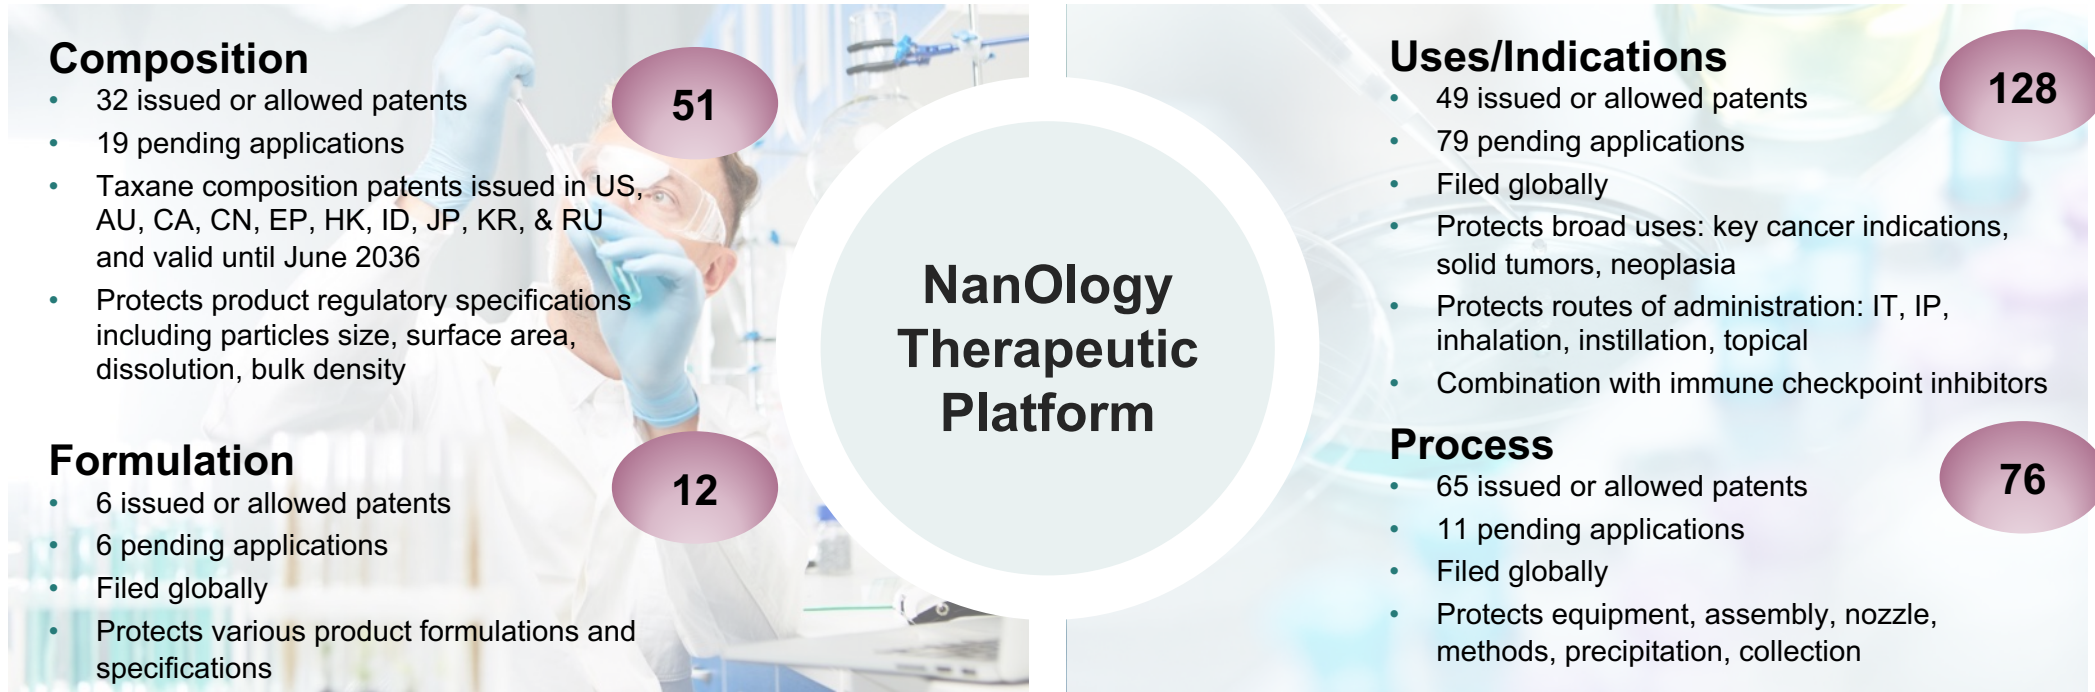 Composition
• 32 issued or allowed patents
• 19 pending applications
• Taxane composition patents issued in US,
AU, CA, CN, EP, HK, ID, JP, KR, & RU
and valid until June 2036
• Protects product regulatory specifications
including particles size, surface area,
dissolution, bulk density
51
Formulation
• 6 issued or allowed patents
• 6 pending applications
• Filed globally
• Protects various product formulations and
specifications
12
NanOlogy
Therapeutic
Platform
Uses/Indications
• 49 issued or allowed patents
• 79 pending applications
• Filed globally
• Protects broad uses: key cancer indications,
solid tumors, neoplasia
• Protects routes of administration: IT, IP,
inhalation, instillation, topical
• Combination with immune checkpoint inhibitors
128
Process
• 65 issued or allowed patents
• 11 pending applications
• Filed globally
• Protects equipment, assembly, nozzle,
methods, precipitation, collection
76